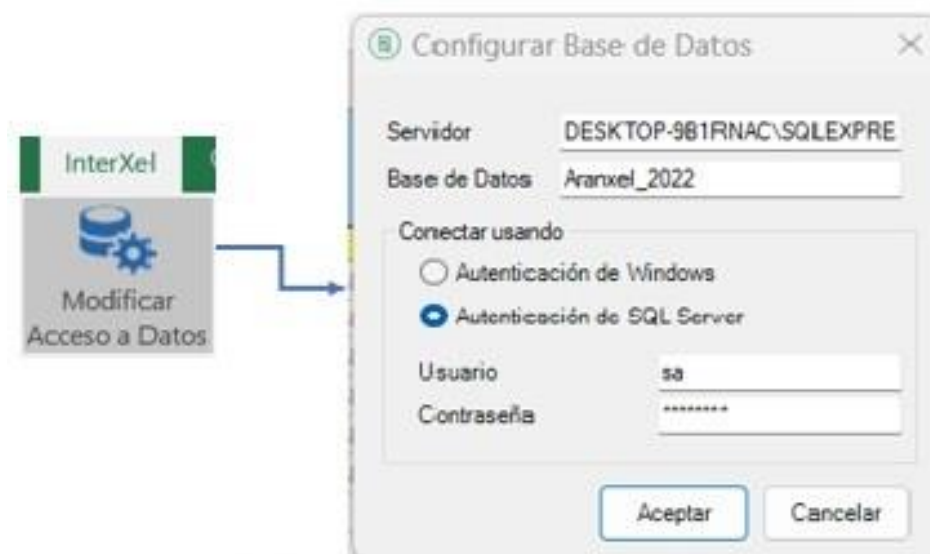 InterXel
Modificar
Acceso a Datos
Configurar Base de Datos
Servidor DESKTOP-9B1RNAC\SQLEXPRE
Base de Datos Aranxel_2022
Conectar usando
Autenticación de Windows
Autenticación de SQL Server
Usuario sa
Contraseña ********
Aceptar Cancelar